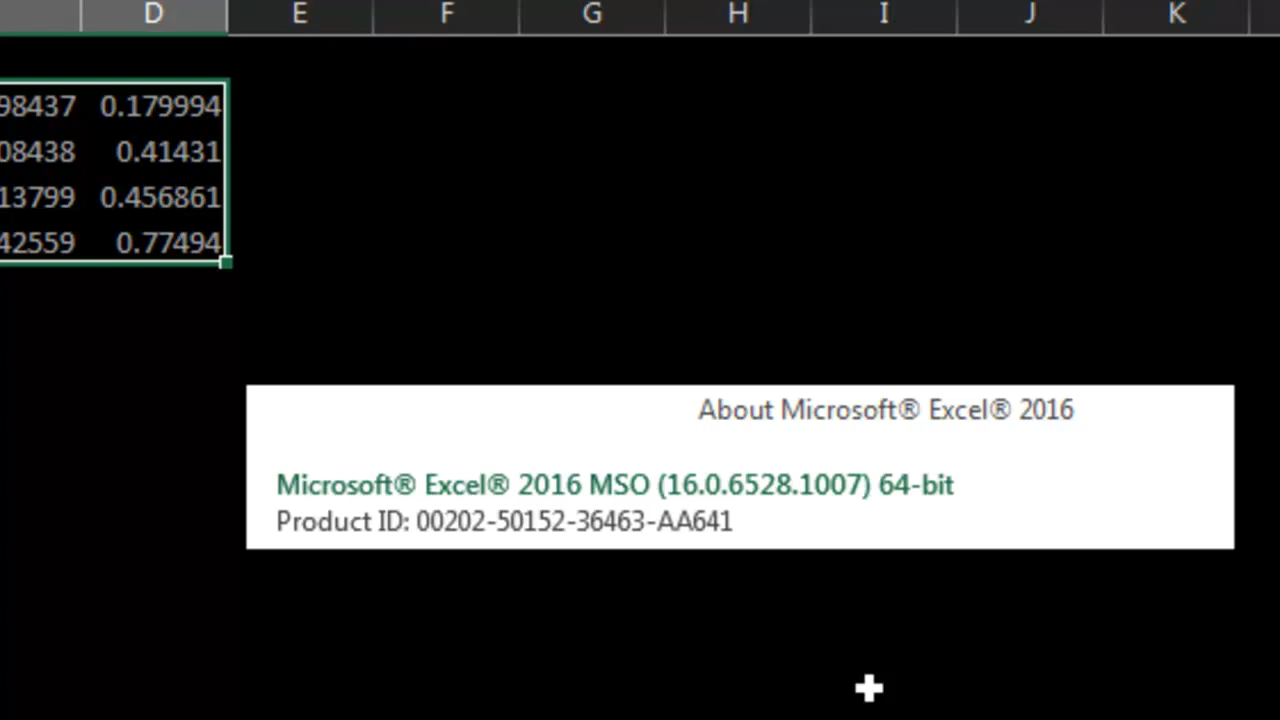 D E F G H I J K
98437 0.179994
08438 0.41431
13799 0.456861
42559 0.77494
About Microsoft® Excel® 2016
Microsoft® Excel® 2016 MSO (16.0.6528.1007) 64-bit
Product ID: 00202-50152-36463-AA641